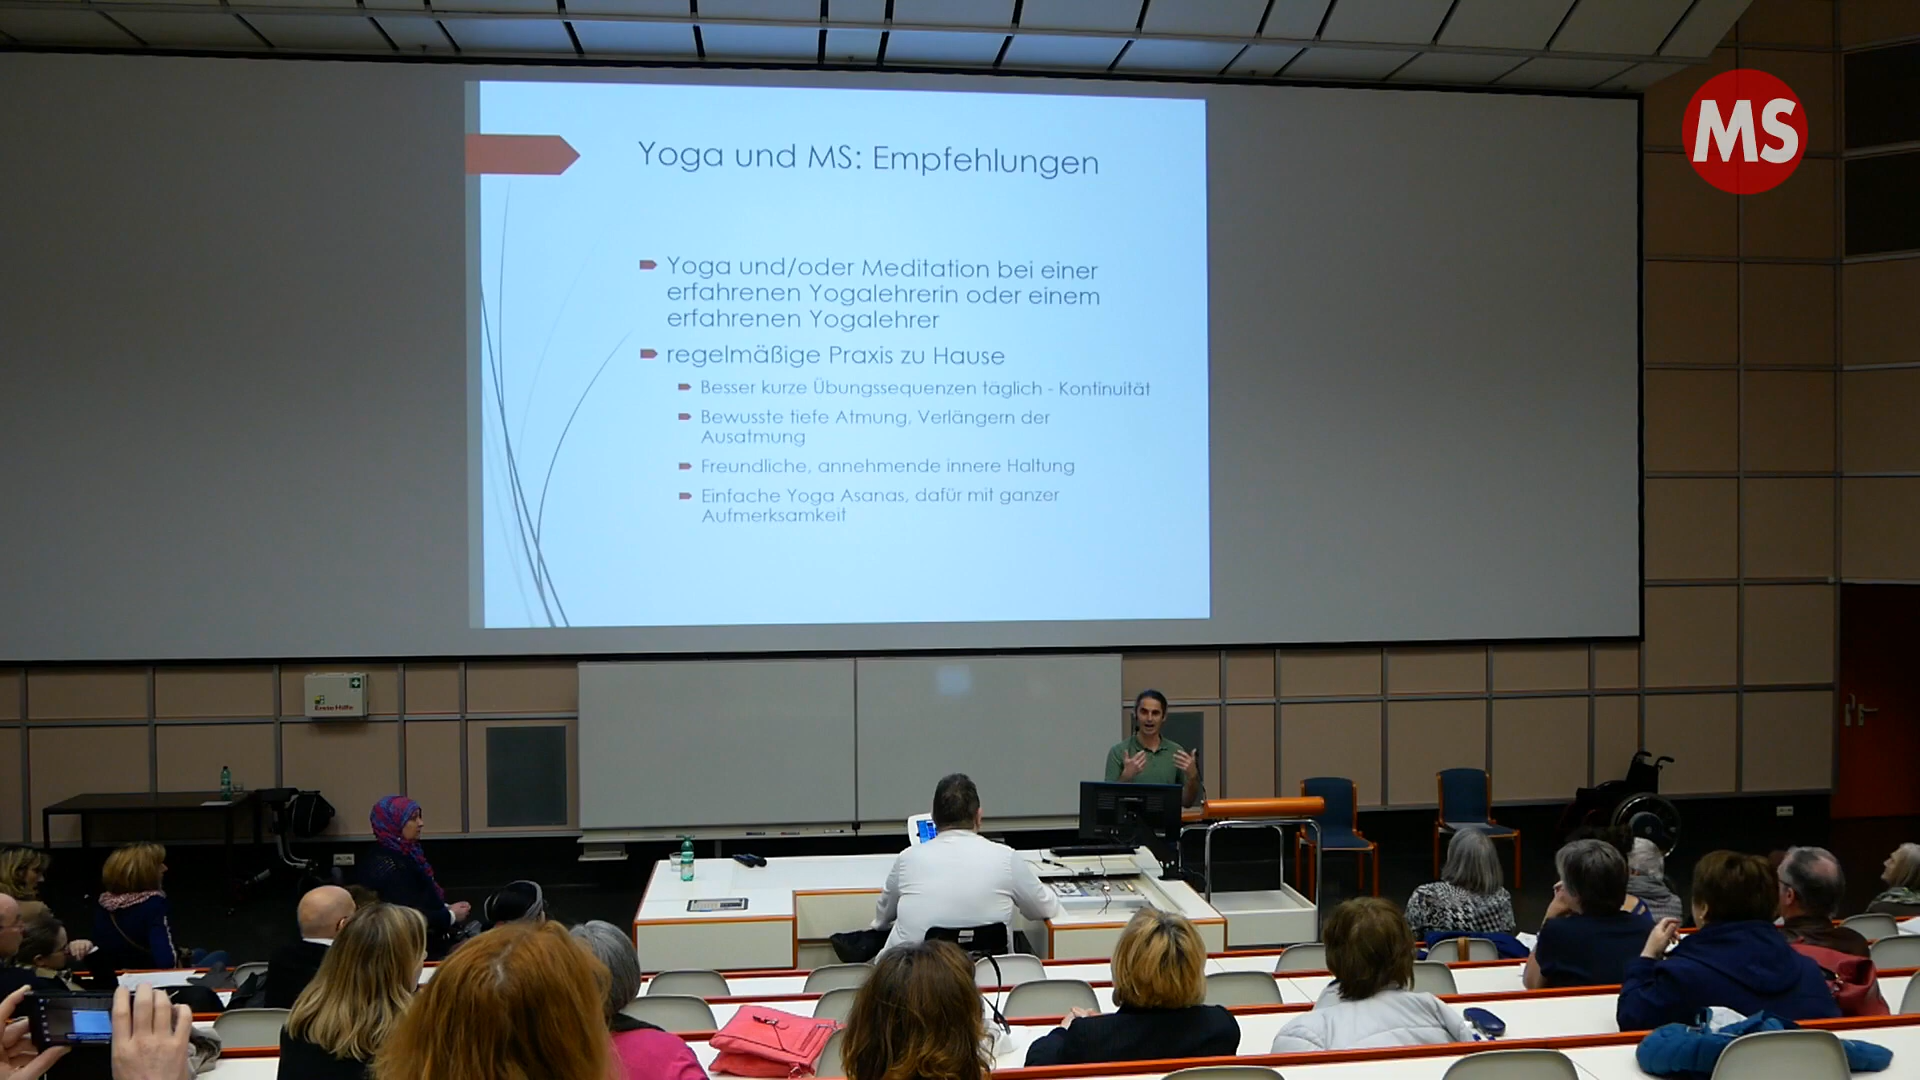 MS
Yoga und MS: Empfehlungen
Yoga und/oder Meditation bei einer
erfahrenen Yogalehrerin oder einem
erfahrenen Yogalehrer
regelmäßige Praxis zu Hause
Besser kurze Übungssequenzen täglich - Kontinuität
Bewusste tiefe Atmung, Verlängern der
Ausatmung
Freundliche, annehmende innere Haltung
Einfache Yoga Asanas, dafür mit ganzer
Aufmerksamkeit
Erste Hilfe